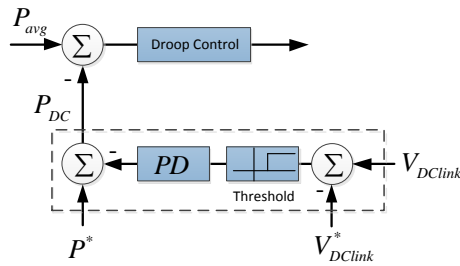 P_avg
Σ
Droop Control
-
P_DC
-
Σ
PD
Threshold
Σ
V_DClink
-
P*
V*_DClink